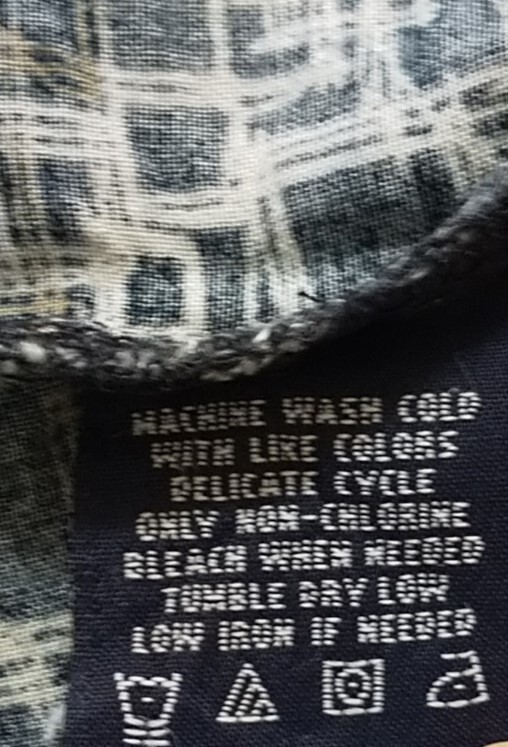 MACHINE WASH COLD
WITH LIKE COLORS
DELICATE CYCLE
ONLY NON-CHLORINE
BLEACH WHEN NEEDED
TUMBLE DRY LOW
LOW IRON IF NEEDED